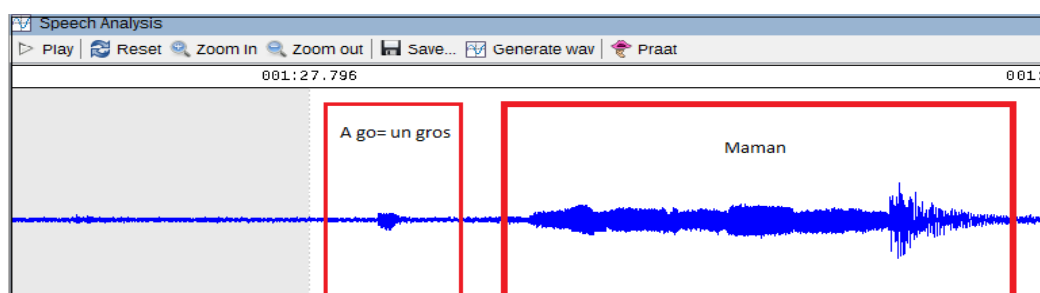 Speech Analysis
Play Reset Zoom In Zoom out Save... Generate wav Praat
001:27.796 001:
A go= un gros
Maman